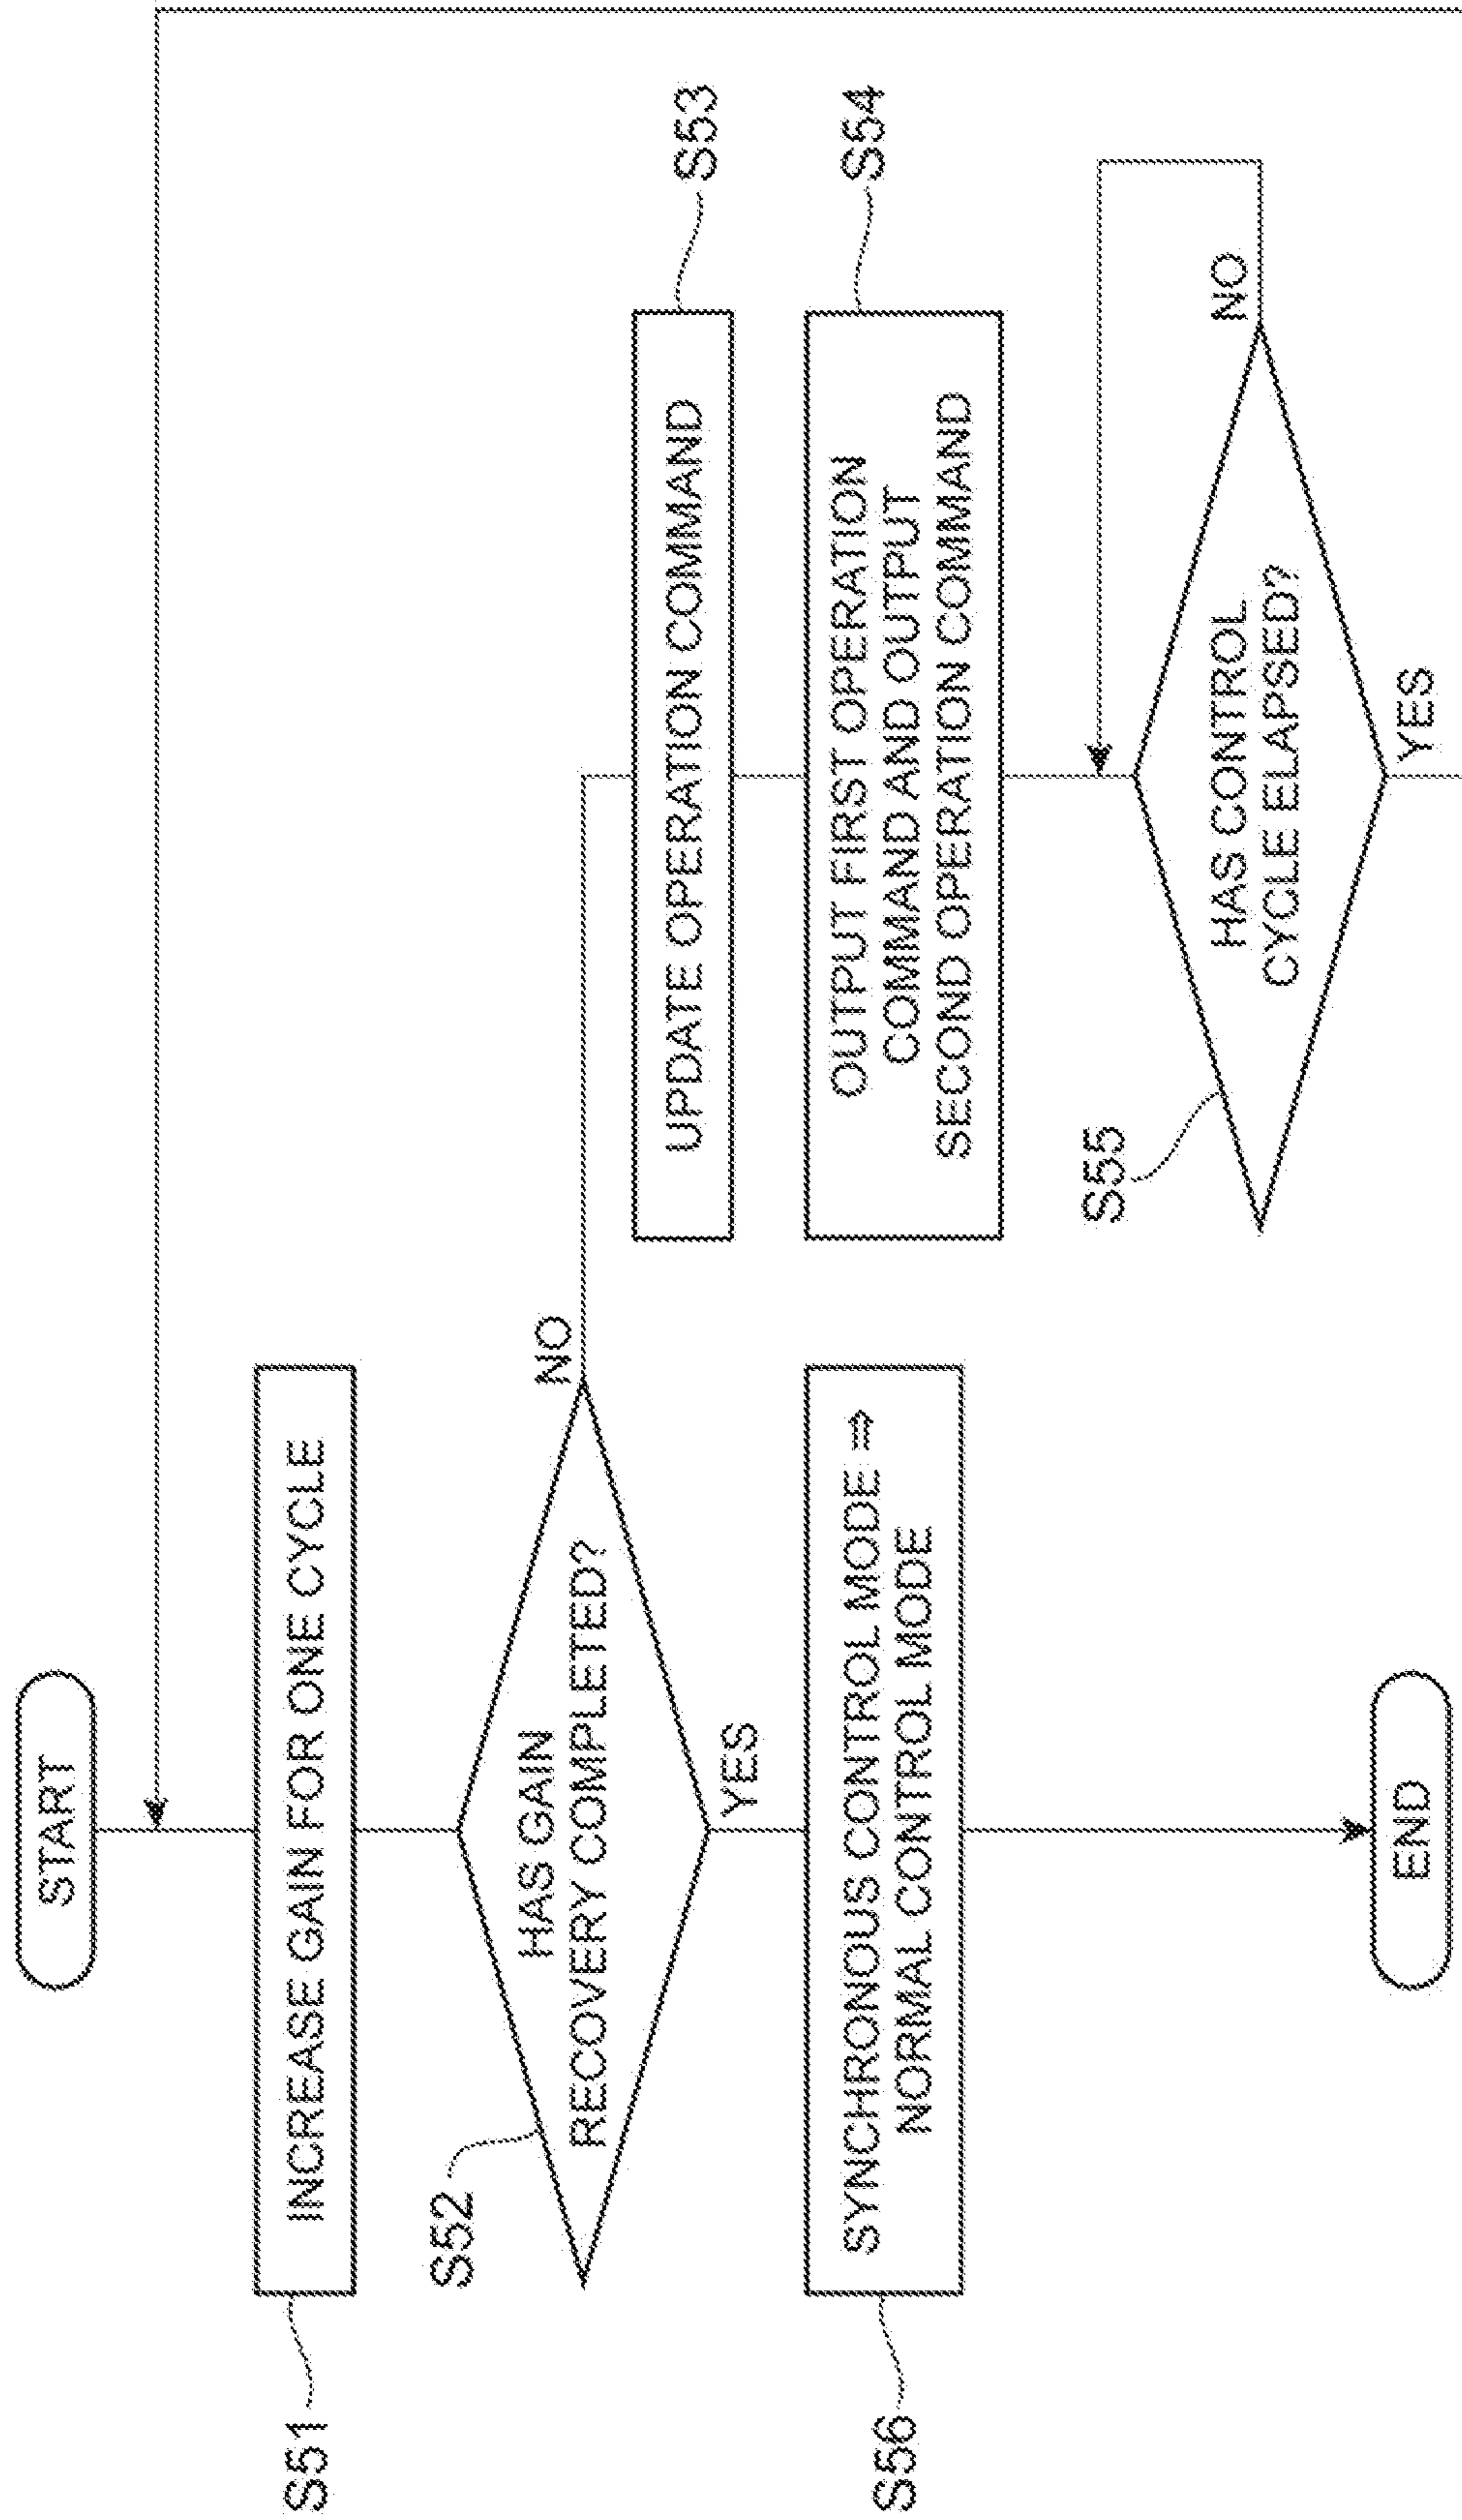 START
S51
INCREASE GAIN FOR ONE CYCLE
S52
HAS GAIN
RECOVERY COMPLETED?
NO
YES
S53
UPDATE OPERATION COMMAND
S54
OUTPUT FIRST OPERATION
COMMAND AND OUTPUT
SECOND OPERATION COMMAND
S55
HAS CONTROL
CYCLE ELAPSED?
NO
YES
S56
SYNCHRONOUS CONTROL MODE ⇒
NORMAL CONTROL MODE
END